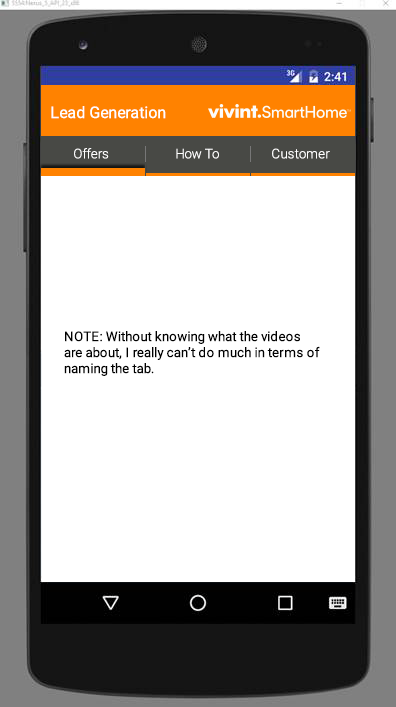 5554:Nexus_5_API_23_x86
3G 2:41
Lead Generation vivint.SmartHome
Offers How To Customer
NOTE: Without knowing what the videos
are about, I really can't do much in terms of
naming the tab.